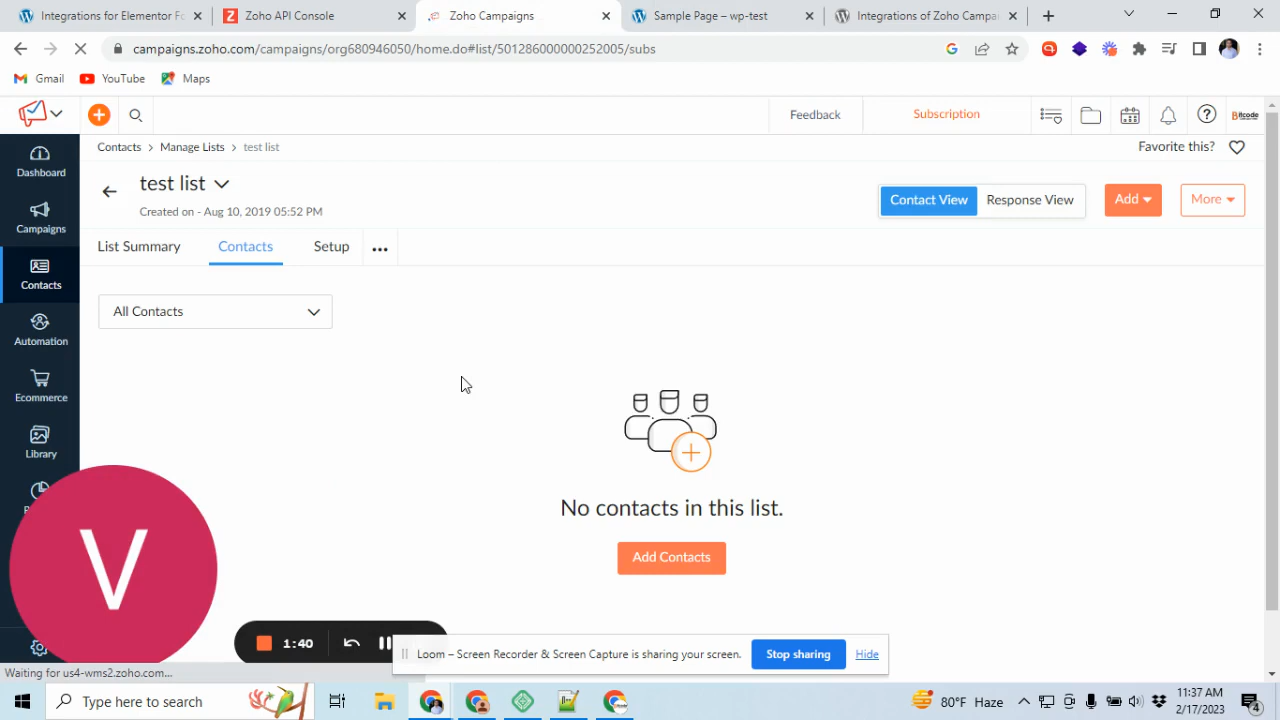 Integrations for Elementor F
Zoho API Console
Zoho Campaigns
Sample Page – wp-test
Integrations of Zoho Campa
campaigns.zoho.com/campaigns/org680946050/home.do#list/501286000000252005/subs
Gmail
YouTube
Maps
Feedback
Subscription
Bitcode
Dashboard
Campaigns
Contacts
Automation
Ecommerce
Library
Contacts > Manage Lists > test list
Favorite this?
test list
Created on - Aug 10, 2019 05:52 PM
Contact View
Response View
Add
More
List Summary
Contacts
Setup
All Contacts
No contacts in this list.
Add Contacts
V
1:40
Loom – Screen Recorder & Screen Capture is sharing your screen.
Stop sharing
Hide
Waiting for us4-wms2.zoho.com...
Type here to search
80°F Haze
11:37 AM
2/17/2023
4